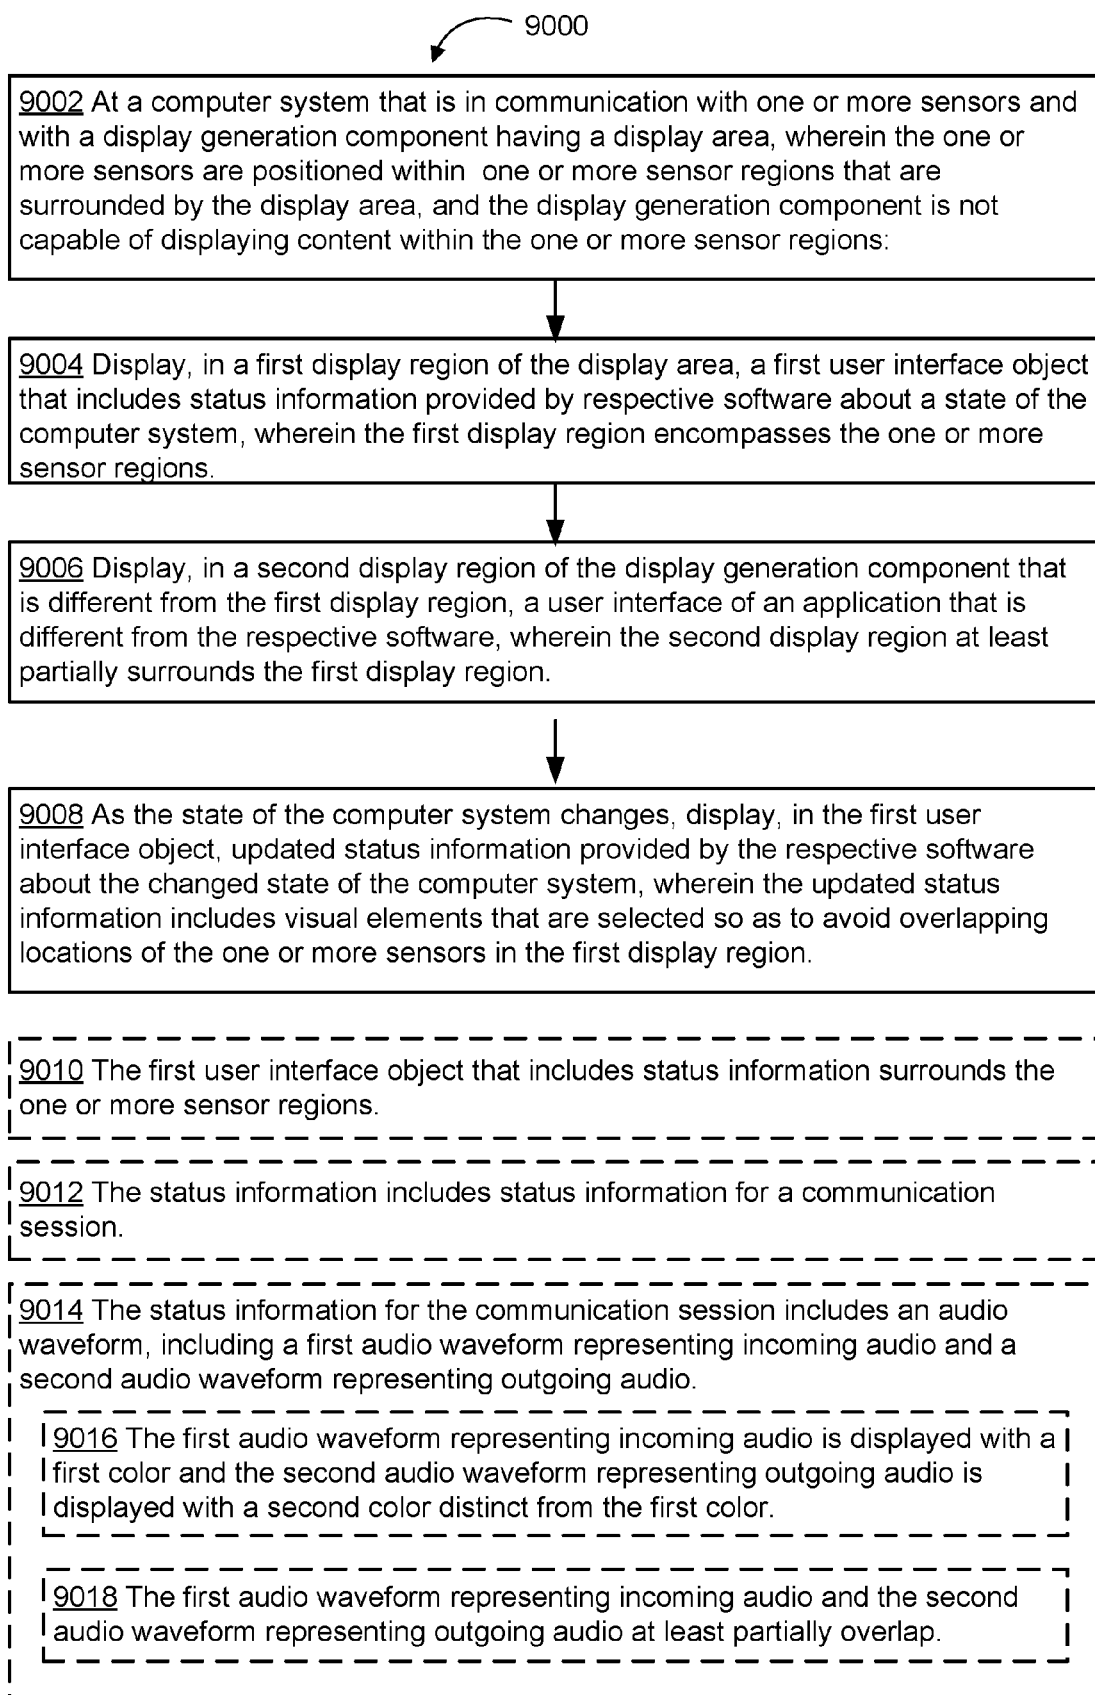 9000
9002 At a computer system that is in communication with one or more sensors and
with a display generation component having a display area, wherein the one or
more sensors are positioned within one or more sensor regions that are
surrounded by the display area, and the display generation component is not
capable of displaying content within the one or more sensor regions:
9004 Display, in a first display region of the display area, a first user interface object
that includes status information provided by respective software about a state of the
computer system, wherein the first display region encompasses the one or more
sensor regions.
9006 Display, in a second display region of the display generation component that
is different from the first display region, a user interface of an application that is
different from the respective software, wherein the second display region at least
partially surrounds the first display region.
9008 As the state of the computer system changes, display, in the first user
interface object, updated status information provided by the respective software
about the changed state of the computer system, wherein the updated status
information includes visual elements that are selected so as to avoid overlapping
locations of the one or more sensors in the first display region.
9010 The first user interface object that includes status information surrounds the
one or more sensor regions.
9012 The status information includes status information for a communication
session.
9014 The status information for the communication session includes an audio
waveform, including a first audio waveform representing incoming audio and a
second audio waveform representing outgoing audio.
9016 The first audio waveform representing incoming audio is displayed with a
first color and the second audio waveform representing outgoing audio is
displayed with a second color distinct from the first color.
9018 The first audio waveform representing incoming audio and the second
audio waveform representing outgoing audio at least partially overlap.